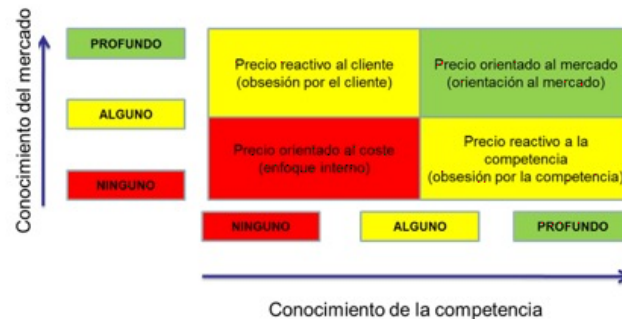 PROFUNDO
Precio reactivo al cliente
(obsesión por el cliente)
Precio orientado al mercado
(orientación al mercado)
Conocimiento del mercado
ALGUNO
Precio orientado al coste
(enfoque interno)
Precio reactivo a la
competencia
(obsesión por la competencia)
NINGUNO
NINGUNO
ALGUNO
PROFUNDO
Conocimiento de la competencia